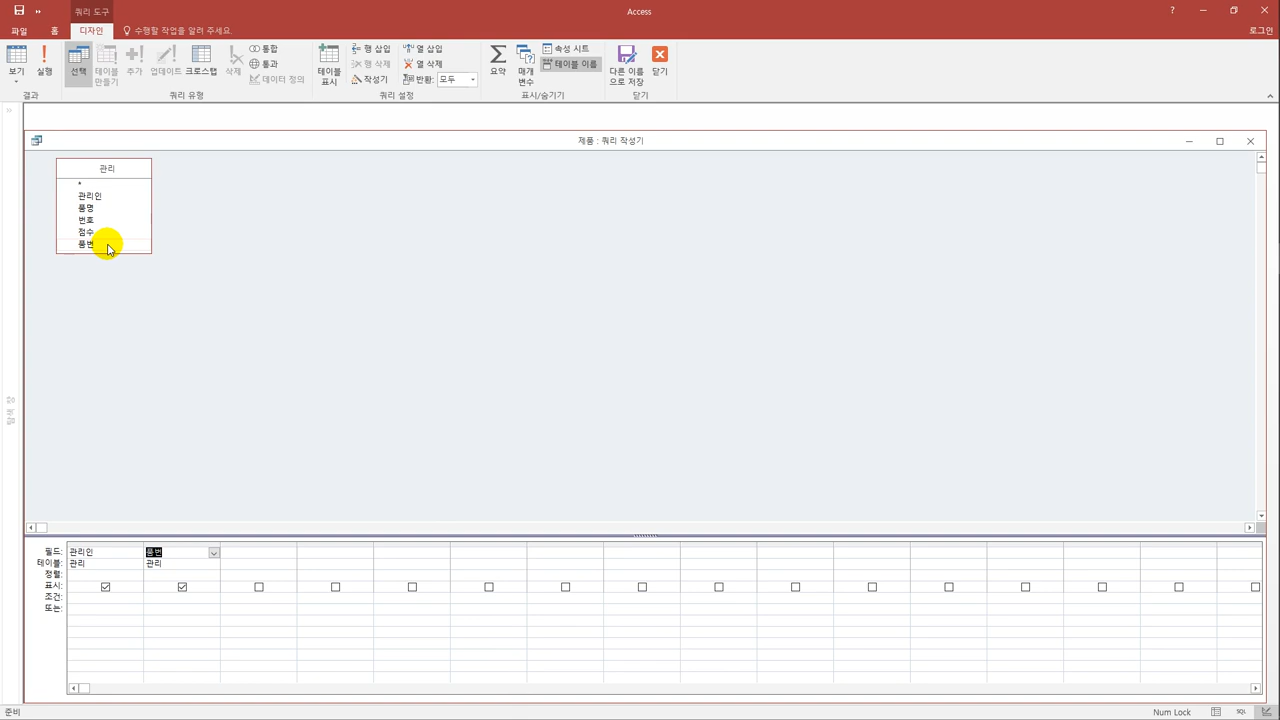 쿼리 도구
Access
파일
홈
디자인
수행할 작업을 알려 주세요.
로그인
보기
실행
선택
테이블 만들기
추가
업데이트
크로스탭
삭제
통합
통과
데이터 정의
테이블 표시
행 삽입
행 삭제
작성기
열 삽입
열 삭제
반환:
모두
요약
매개 변수
속성 시트
테이블 이름
다른 이름으로 저장
닫기
결과
쿼리 유형
쿼리 설정
표시/숨기기
닫기
제품 : 쿼리 작성기
관리
*
관리인
품명
번호
점수
품번
탐색 창
필드: 관리인 품번
테이블: 관리 관리
정렬:
표시:
조건:
또는:
준비
Num Lock
SQL